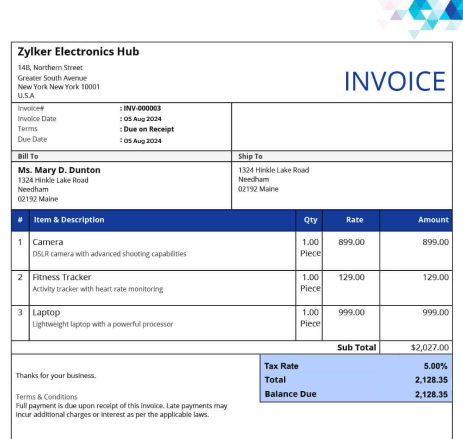 Zylker Electronics Hub
14B, Northern Street
Greater South Avenue
New York New York 10001
U.S.A
INVOICE
Invoice# : INV-000003
Invoice Date : 05 Aug 2024
Terms : Due on Receipt
Due Date : 05 Aug 2024
Bill To Ship To
Ms. Mary D. Dunton
1324 Hinkle Lake Road
Needham
02192 Maine
1324 Hinkle Lake Road
Needham
02192 Maine
# Item & Description Qty Rate Amount
1 Camera 1.00 899.00 899.00
DSLR camera with advanced shooting capabilities Piece
2 Fitness Tracker 1.00 129.00 129.00
Activity tracker with heart rate monitoring Piece
3 Laptop 1.00 999.00 999.00
Lightweight laptop with a powerful processor Piece
Sub Total $2,027.00
Tax Rate 5.00%
Total 2,128.35
Balance Due 2,128.35
Thanks for your business.
Terms & Conditions
Full payment is due upon receipt of this invoice. Late payments may
incur additional charges or interest as per the applicable laws.